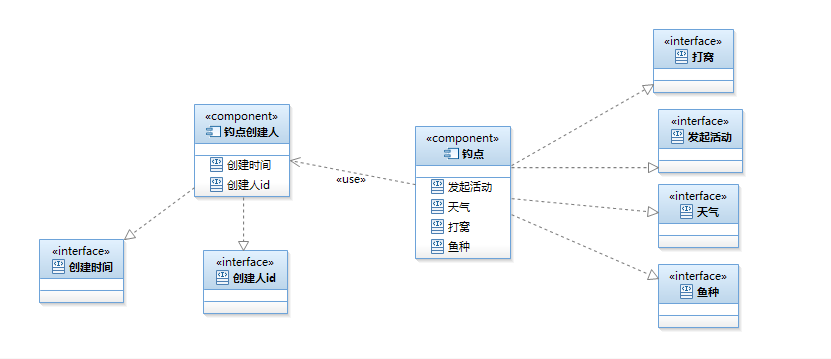 «interface»
打窝
«component»
钓点创建人
创建时间
创建人id
«component»
钓点
发起活动
天气
打窝
鱼种
«use»
«interface»
发起活动
«interface»
天气
«interface»
创建时间
«interface»
创建人id
«interface»
鱼种